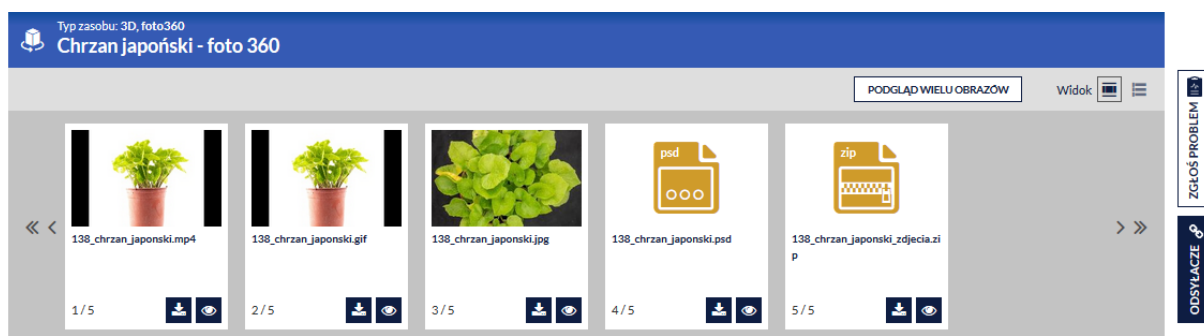 Typ zasobu: 3D, foto360
Chrzan japoński - foto 360
PODGLĄD WIELU OBRAZÓW
Widok
psd
zip
138_chrzan_japonski.mp4
138_chrzan_japonski.gif
138_chrzan_japonski.jpg
138_chrzan_japonski.psd
138_chrzan_japonski_zdjecia.zi
p
1 / 5
2 / 5
3 / 5
4 / 5
5 / 5
ZGŁOŚ PROBLEM
ODSYŁACZE